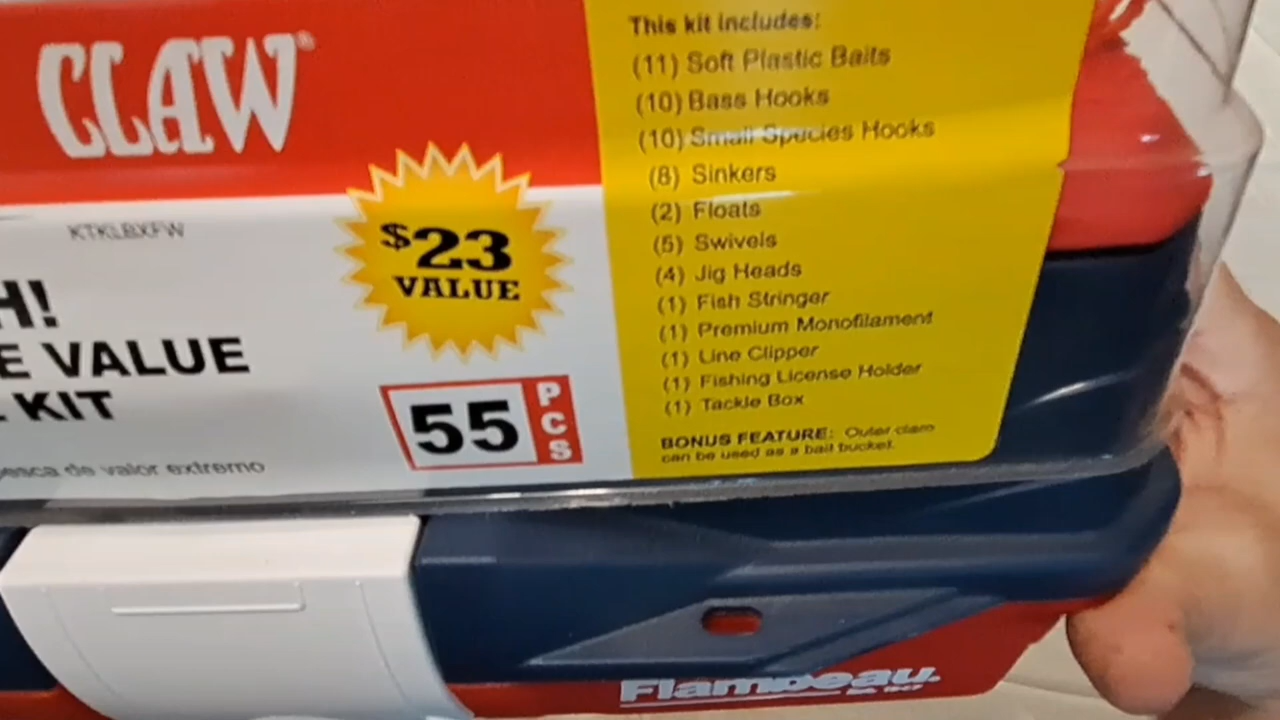 CLAW®
KTKLBXFW
H!
E VALUE
KIT
pesca de valor extremo
$23
VALUE
55 PCS
This kit includes:
(11) Soft Plastic Baits
(10) Bass Hooks
(10) Small Species Hooks
(8) Sinkers
(2) Floats
(5) Swivels
(4) Jig Heads
(1) Fish Stringer
(1) Premium Monofilament
(1) Line Clipper
(1) Fishing License Holder
(1) Tackle Box
BONUS FEATURE: Outer clam
can be used as a bait bucket.
Flambeau.